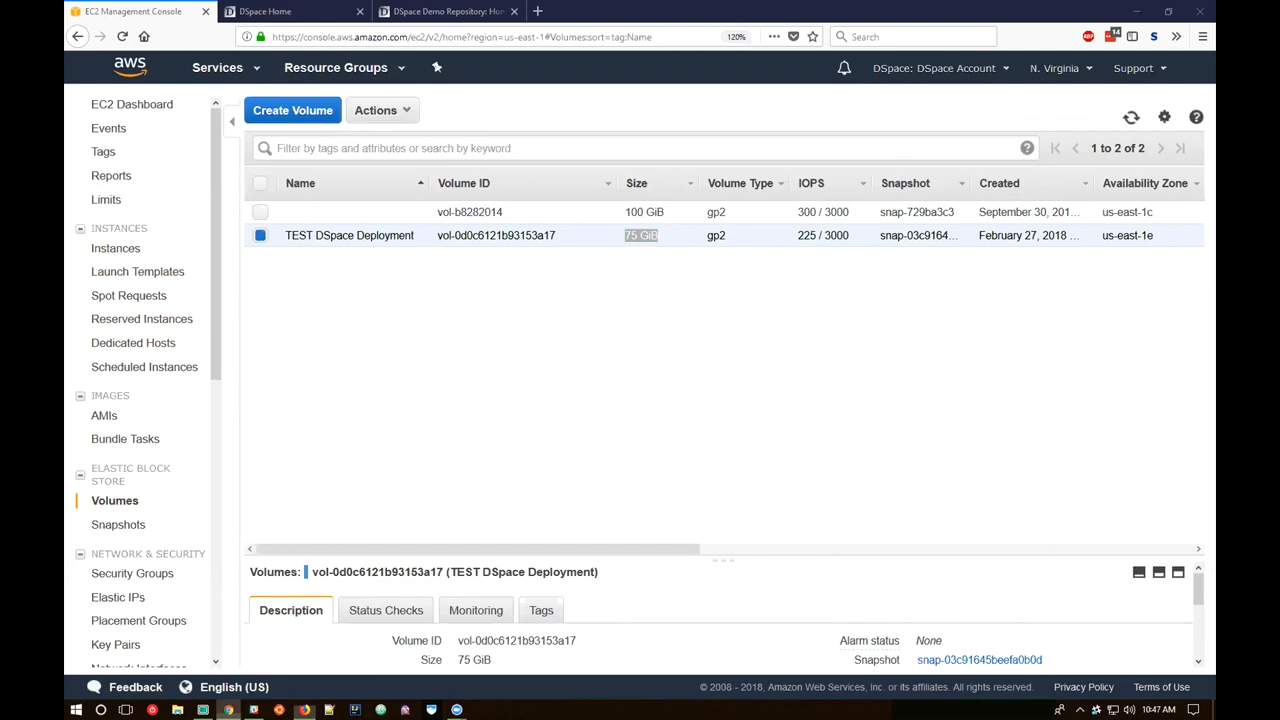 EC2 Management Console
DSpace Home
DSpace Demo Repository: Hom
https://console.aws.amazon.com/ec2/v2/home?region=us-east-1#Volumes:sort=tag:Name
120%
Search
ABP
14
S
aws
Services
Resource Groups
DSpace: DSpace Account
N. Virginia
Support
EC2 Dashboard
Events
Tags
Reports
Limits
INSTANCES
Instances
Launch Templates
Spot Requests
Reserved Instances
Dedicated Hosts
Scheduled Instances
IMAGES
AMIs
Bundle Tasks
ELASTIC BLOCK
STORE
Volumes
Snapshots
NETWORK & SECURITY
Security Groups
Elastic IPs
Placement Groups
Key Pairs
Network Interfaces
Create Volume Actions
Filter by tags and attributes or search by keyword
1 to 2 of 2
Name Volume ID Size Volume Type IOPS Snapshot Created Availability Zone
vol-b8282014 100 GiB gp2 300 / 3000 snap-729ba3c3 September 30, 201... us-east-1c
TEST DSpace Deployment vol-0d0c6121b93153a17 75 GiB gp2 225 / 3000 snap-03c9164... February 27, 2018 ... us-east-1e
Volumes: vol-0d0c6121b93153a17 (TEST DSpace Deployment)
Description Status Checks Monitoring Tags
Volume ID vol-0d0c6121b93153a17 Alarm status None
Size 75 GiB Snapshot snap-03c91645beefa0b0d
Feedback English (US) © 2008 - 2018, Amazon Web Services, Inc. or its affiliates. All rights reserved. Privacy Policy Terms of Use
10:47 AM